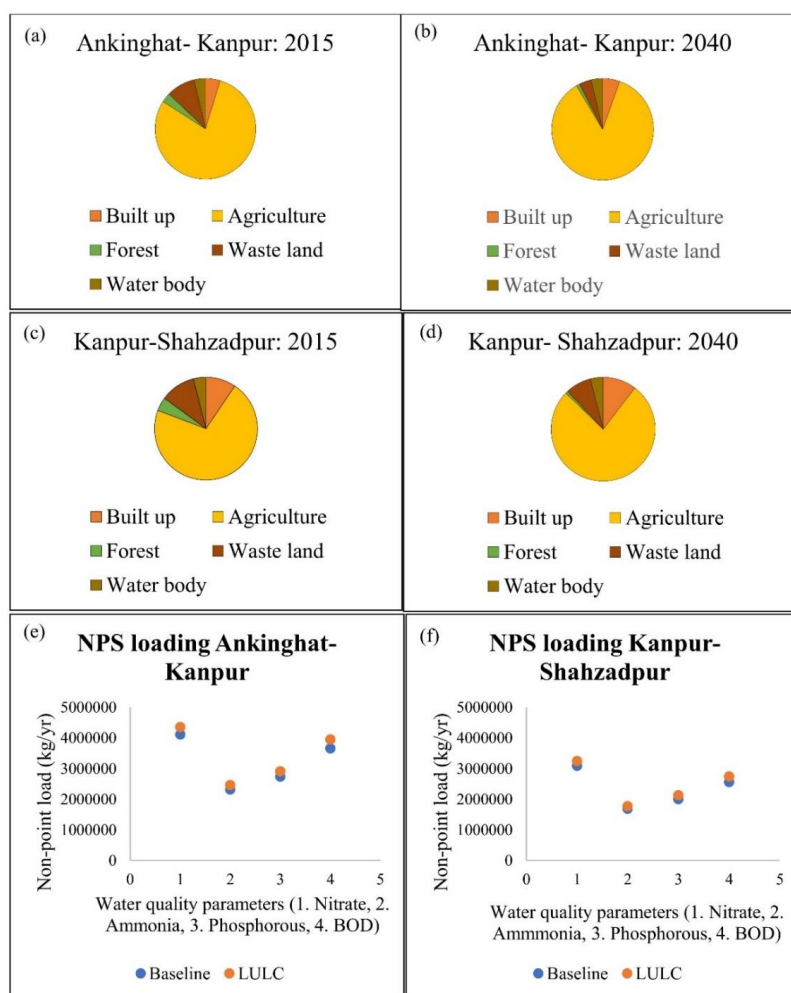 (a)
Ankinghat- Kanpur: 2015
Built up
Agriculture
Forest
Waste land
Water body
(b)
Ankinghat- Kanpur: 2040
Built up
Agriculture
Forest
Waste land
Water body
(c)
Kanpur-Shahzadpur: 2015
Built up
Agriculture
Forest
Waste land
Water body
(d)
Kanpur- Shahzadpur: 2040
Built up
Agriculture
Forest
Waste land
Water body
(e)
NPS loading Ankinghat-
Kanpur
Non-point load (kg/yr)
5000000
4000000
3000000
2000000
1000000
0
0 1 2 3 4 5
Water quality parameters (1. Nitrate, 2.
Ammonia, 3. Phosphorous, 4. BOD)
Baseline
LULC
(f)
NPS loading Kanpur-
Shahzadpur
Non-point load (kg/yr)
5000000
4000000
3000000
2000000
1000000
0
0 1 2 3 4 5
Water quality parameters (1. Nitrate, 2.
Ammmonia, 3. Phosphorous, 4. BOD)
Baseline
LULC